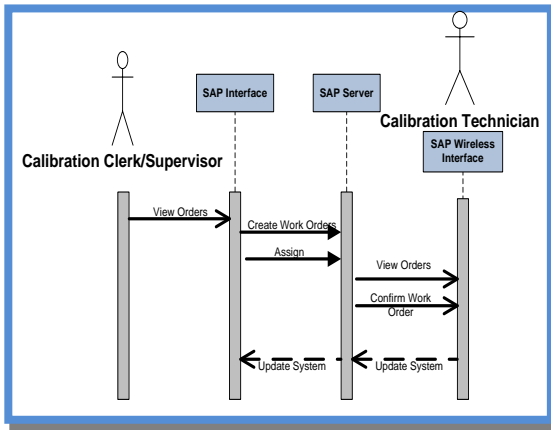 SAP Interface
SAP Server
Calibration Technician
Calibration Clerk/Supervisor
SAP Wireless
Interface
View Orders
Create Work Orders
Assign
View Orders
Confirm Work
Order
Update System
Update System